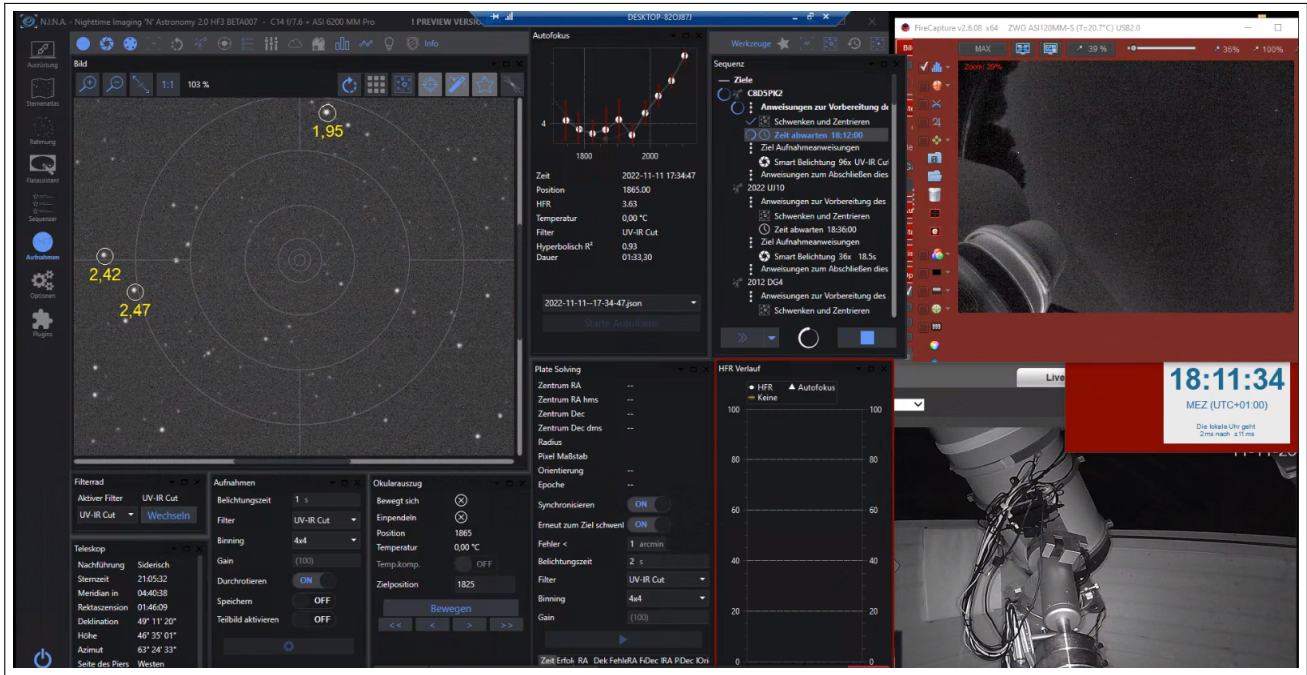 N.I.N.A. - Nighttime Imaging 'N' Astronomy 2.0 HF3 BETA007 - C14 f/7.6 + ASI 6200 MM Pro
! PREVIEW VERSIO
DESKTOP-82OJ87J
Ausrüstung
Sternenatlas
Rahmung
Flatassistent
Sequenzer
Aufnahmen
Optionen
Plugins
Info
Bild
1:1
103 %
1,95
2,42
2,47
Autofokus
4
1800
2000
Zeit 2022-11-11 17:34:47
Position 1865.00
HFR 3.63
Temperatur 0,00 °C
Filter UV-IR Cut
Hyperbolisch R² 0.93
Dauer 01:33,30
2022-11-11--17-34-47.json
Starte Autofokus
Werkzeuge
Sequenz
Ziele
C8D5PK2
Anweisungen zur Vorbereitung de
Schwenken und Zentrieren
Zeit abwarten 18:12:00
Ziel Aufnahmeanweisungen
Smart Belichtung 96x UV-IR Cut
Anweisungen zum Abschließen dies
2022 UJ10
Anweisungen zur Vorbereitung des
Schwenken und Zentrieren
Zeit abwarten 18:36:00
Ziel Aufnahmeanweisungen
Smart Belichtung 36x 18.5s
Anweisungen zum Abschließen dies
2012 DG4
Anweisungen zur Vorbereitung des
Schwenken und Zentrieren
FireCapture v2.6.08 x64 ZWO ASI120MM-S (T=20.7°C) USB2.0
MAX
39 %
36%
100%
Zoom: 39%
Filterrad
Aktiver Filter UV-IR Cut
UV-IR Cut
Wechseln
Teleskop
Nachführung Siderisch
Sternzeit 21:05:32
Meridian in 04:40:38
Rektaszension 01:46:09
Deklination 49° 11' 20"
Höhe 46° 35' 01"
Azimut 63° 24' 33"
Seite des Piers Westen
Aufnahmen
Belichtungszeit 1 s
Filter UV-IR Cut
Binning 4x4
Gain (100)
Durchrotieren ON
Speichern OFF
Teilbild aktivieren OFF
Okularauszug
Bewegt sich
Einpendeln
Position 1865
Temperatur 0,00 °C
Temp.komp. OFF
Zielposition 1825
Bewegen
<< < > >>
Plate Solving
Zentrum RA --
Zentrum RA hms --
Zentrum Dec --
Zentrum Dec dms --
Radius
Pixel Maßstab
Orientierung --
Epoche --
Synchronisieren ON
Erneut zum Ziel schwenl ON
Fehler < 1 arcmin
Belichtungszeit 2 s
Filter UV-IR Cut
Binning 4x4
Gain (100)
HFR Verlauf
HFR
Autofokus
Keine
100 100
80 80
60 60
40 40
20 20
0 0
Live
18:11:34
MEZ (UTC+01:00)
Die lokale Uhr geht
2ms nach ±11 ms